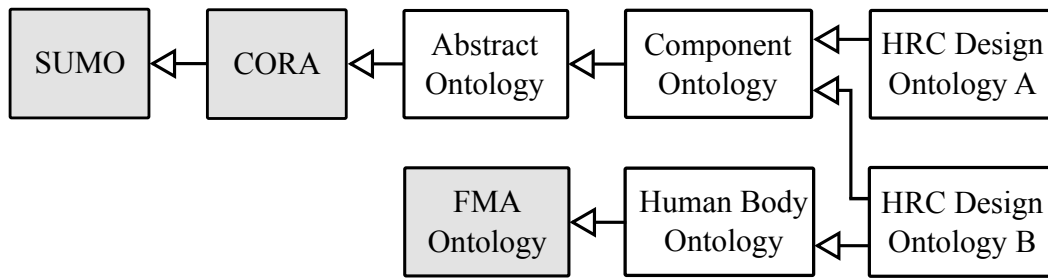 SUMO
CORA
Abstract
Ontology
Component
Ontology
HRC Design
Ontology A
FMA
Ontology
Human Body
Ontology
HRC Design
Ontology B